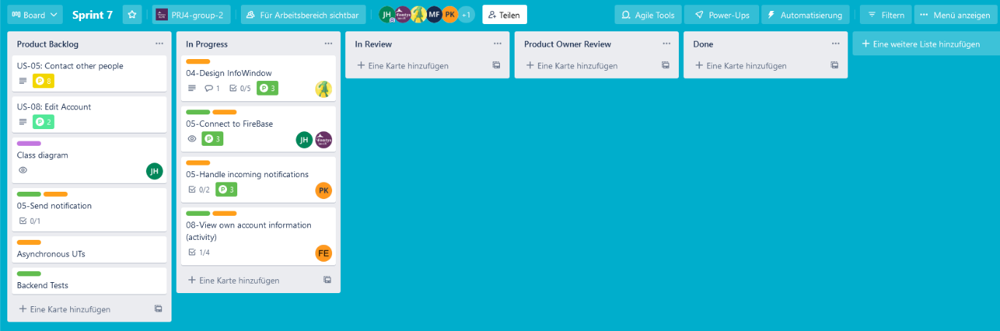 Board
Sprint 7
PRJ4-group-2
Für Arbeitsbereich sichtbar
JH
Fontys
MF
PK
+1
Teilen
Agile Tools
Power-Ups
Automatisierung
Filtern
Menü anzeigen
Product Backlog
US-05: Contact other people
P 8
US-08: Edit Account
P 2
Class diagram
JH
05-Send notification
0/1
Asynchronous UTs
Backend Tests
Eine Karte hinzufügen
In Progress
04-Design InfoWindow
1
0/5
P 3
05-Connect to FireBase
P 3
JH
Fontys
05-Handle incoming notifications
0/2
P 3
PK
08-View own account information
(activity)
1/4
FE
Eine Karte hinzufügen
In Review
Eine Karte hinzufügen
Product Owner Review
Eine Karte hinzufügen
Done
Eine Karte hinzufügen
Eine weitere Liste hinzufügen